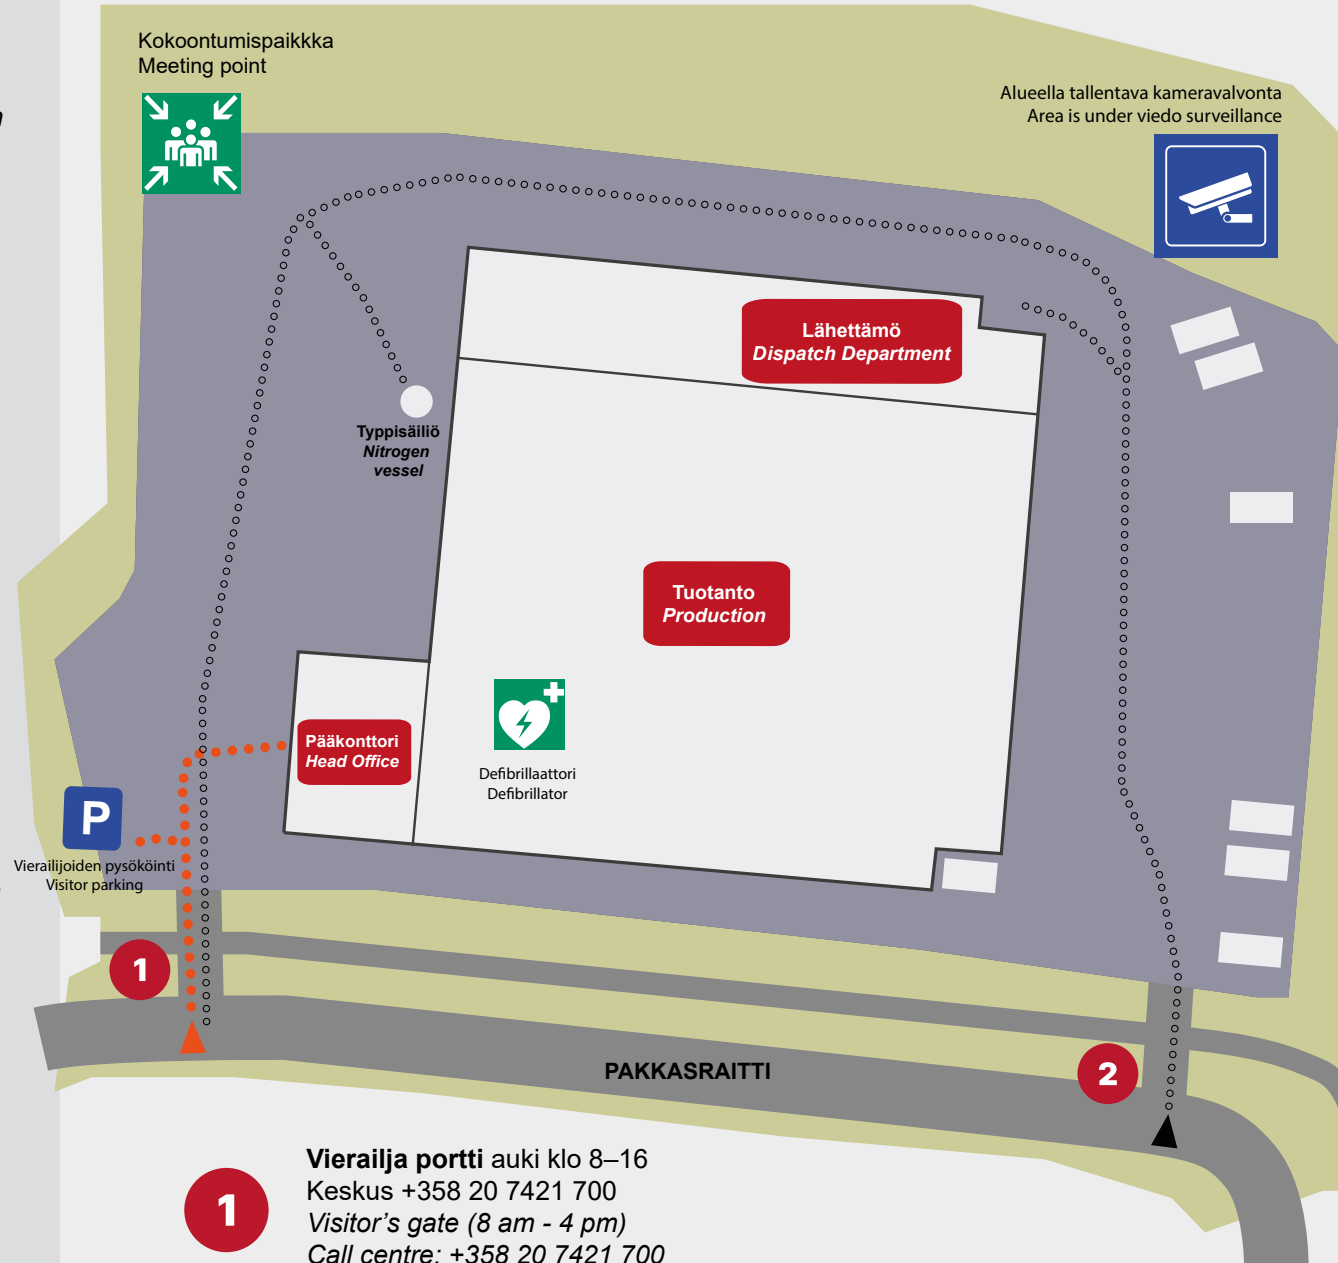 Kokoontumispaikkka
Meeting point
Alueella tallentava kameravalvonta
Area is under viedo surveillance
Lähettämö
Dispatch Department
Typpisäiliö
Nitrogen
vessel
Tuotanto
Production
Pääkonttori
Head Office
Defibrillaattori
Defibrillator
P
Vierailijoiden pysököinti
Visitor parking
1
PAKKASRAITTI
2
1
Vierailja portti auki klo 8–16
Keskus +358 20 7421 700
Visitor's gate (8 am - 4 pm)
Call centre: +358 20 7421 700